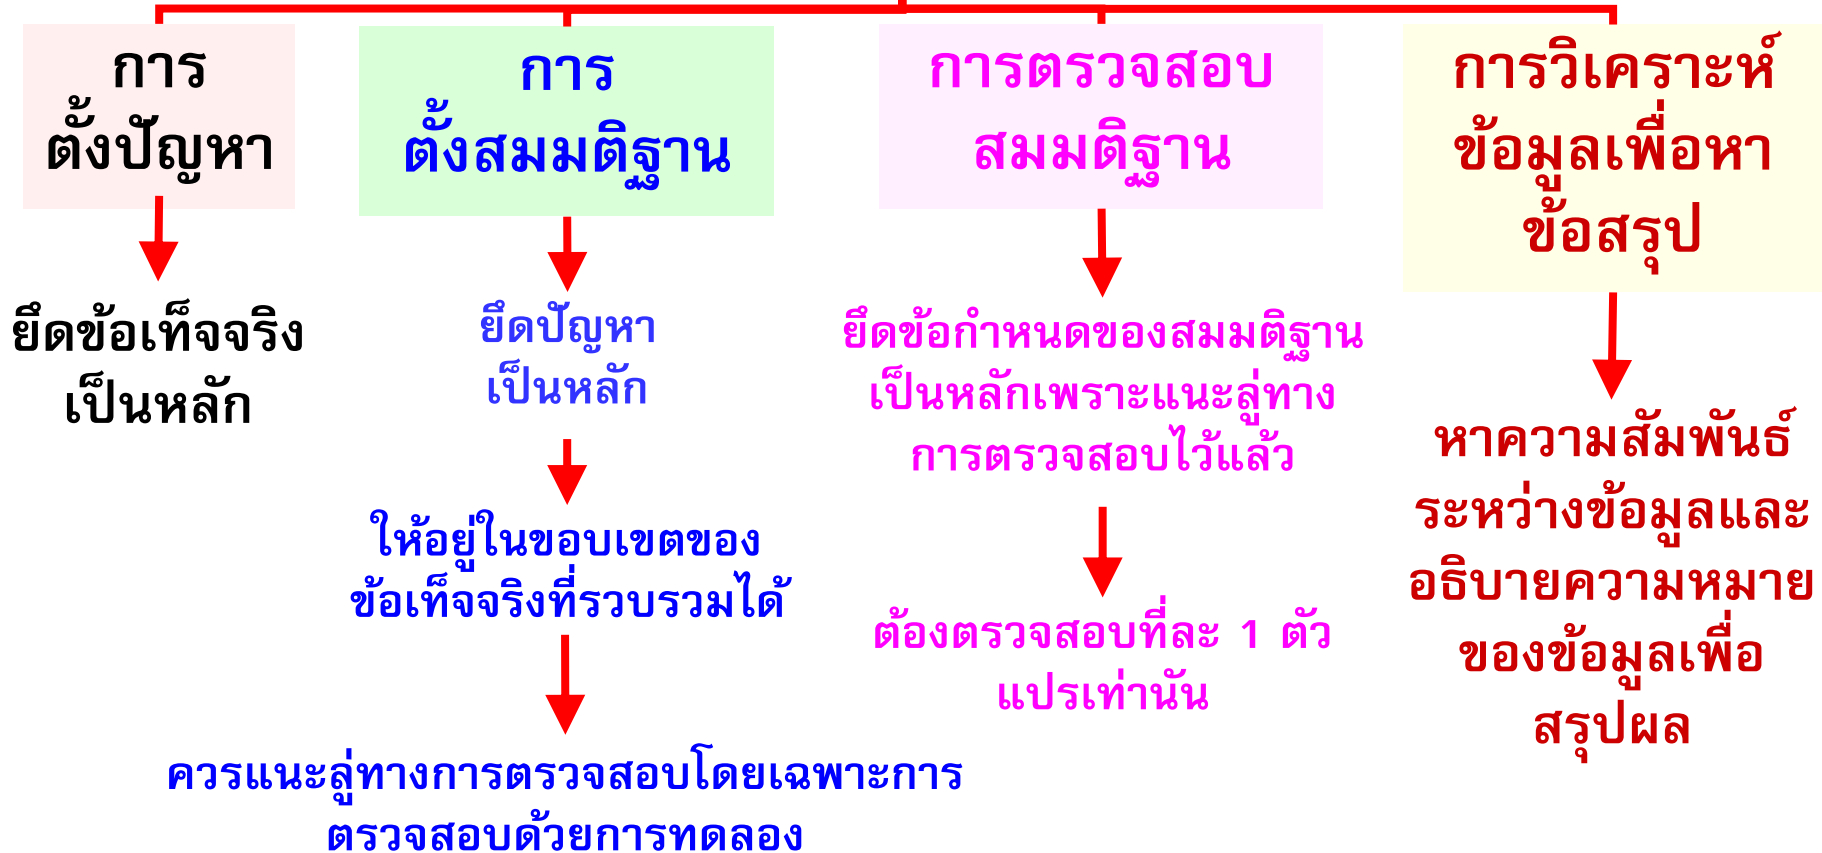 การ
ตั้งปัญหา
ยึดข้อเท็จจริง
เป็นหลัก
การ
ตั้งสมมติฐาน
ยึดปัญหา
เป็นหลัก
ให้อยู่ในขอบเขตของ
ข้อเท็จจริงที่รวบรวมได้
ควรแนะลู่ทางการตรวจสอบโดยเฉพาะการ
ตรวจสอบด้วยการทดลอง
การตรวจสอบ
สมมติฐาน
ยึดข้อกำหนดของสมมติฐาน
เป็นหลักเพราะแนะลู่ทาง
การตรวจสอบไว้แล้ว
ต้องตรวจสอบที่ละ 1 ตัว
แปรเท่านัน
การวิเคราะห์
ข้อมูลเพื่อหา
ข้อสรุป
หาความสัมพันธ์
ระหว่างข้อมูลและ
อธิบายความหมาย
ของข้อมูลเพื่อ
สรุปผล